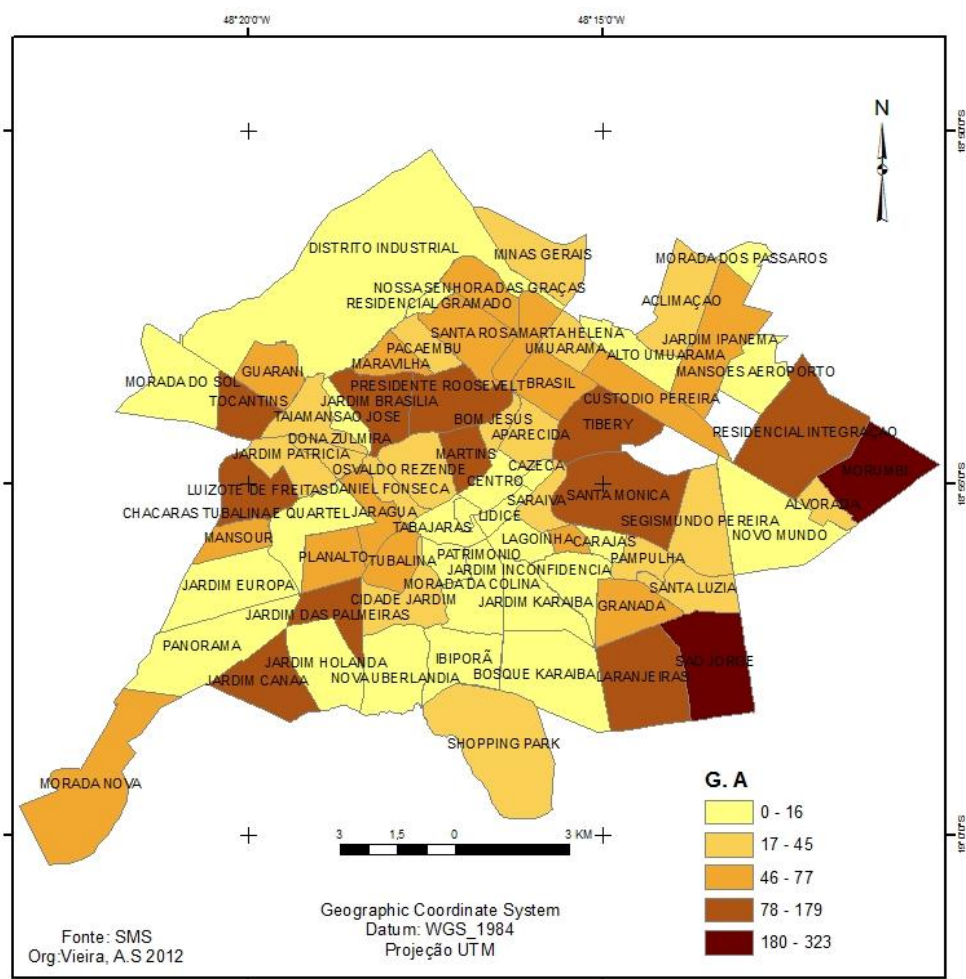 48°20'0"W
48°15'0"W
N
DISTRITO INDUSTRIAL
MINAS GERAIS
MORADA DOS PASSAROS
NOSSA SENHORA DAS GRAÇAS
RESIDENCIAL GRAMADO
ACLIMAÇAO
SANTA ROSA
MARTA HELENA
PACAEMBU
UMUARAMA
JARDIM IPANEMA
ALTO UMUARAMA
MARAVILHA
GUARANI
MANSOES AEROPORTO
MORADA DO SOL
PRESIDENTE ROOSEVELT
BRASIL
TOCANTINS
JARDIM BRASILIA
CUSTODIO PEREIRA
TAIAMAN
SAO JOSE
BOM JESUS
TIBERY
RESIDENCIAL INTEGRAÇAO
DONA ZULMIRA
APARECIDA
JARDIM PATRICIA
MARTINS
OSVALDO REZENDE
CAZECA
MORUMBI
CENTRO
LUIZOTE DE FREITAS
DANIEL FONSECA
SARAIVA
SANTA MONICA
ALVORADA
CHACARAS TUBALINA E QUARTEL
JARAGUA
LIDICE
SEGISMUNDO PEREIRA
TABAJARAS
NOVO MUNDO
MANSOUR
LAGOINHA
CARAJAS
PLANALTO
TUBALINA
PATRIMONIO
PAMPULHA
JARDIM INCONFIDENCIA
JARDIM EUROPA
MORADA DA COLINA
SANTA LUZIA
CIDADE JARDIM
JARDIM KARAIBA
GRANADA
JARDIM DAS PALMEIRAS
PANORAMA
JARDIM HOLANDA
IBIPORÃ
SAO JORGE
JARDIM CANAA
NOVA UBERLANDIA
BOSQUE KARAIBA
LARANJEIRAS
SHOPPING PARK
MORADA NOVA
G. A
0 - 16
17 - 45
46 - 77
78 - 179
180 - 323
3 1,5 0 3 KM
Geographic Coordinate System
Datum: WGS_1984
Projeção UTM
Fonte: SMS
Org:Vieira, A.S 2012